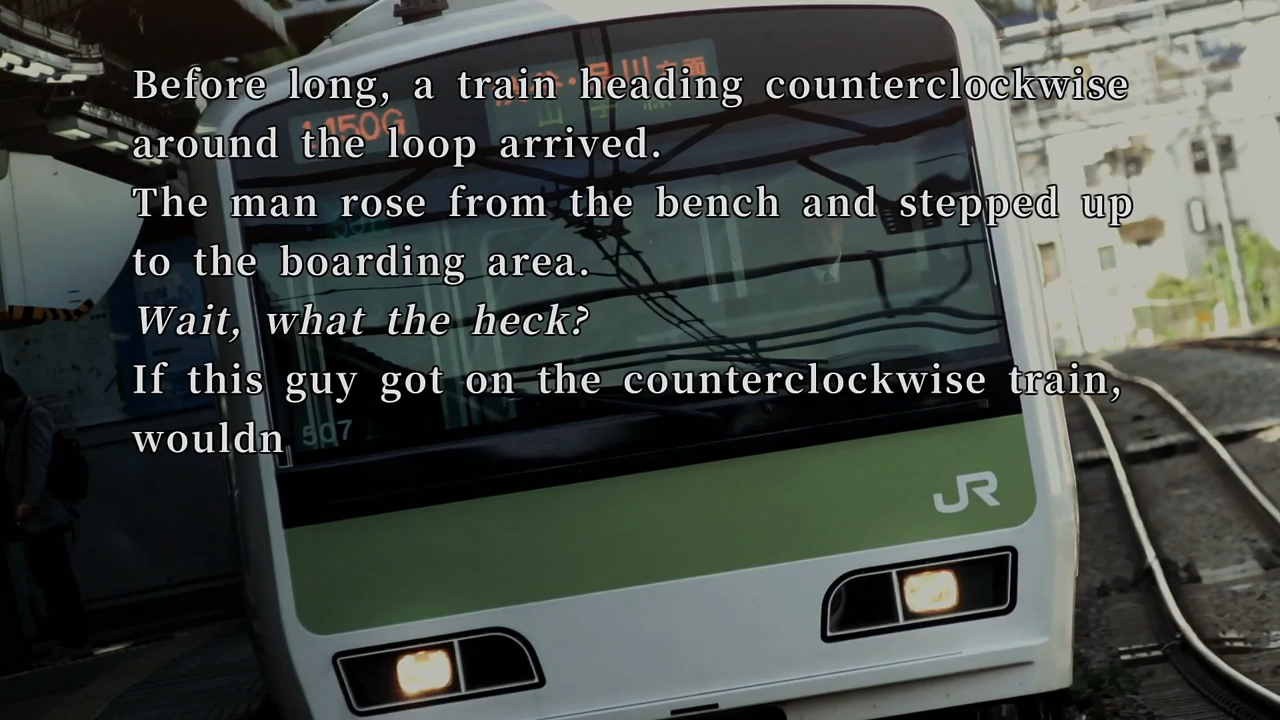 Before long, a train heading counterclockwise
around the loop arrived.
The man rose from the bench and stepped up
to the boarding area.
Wait, what the heck?
If this guy got on the counterclockwise train,
wouldn
507
JR